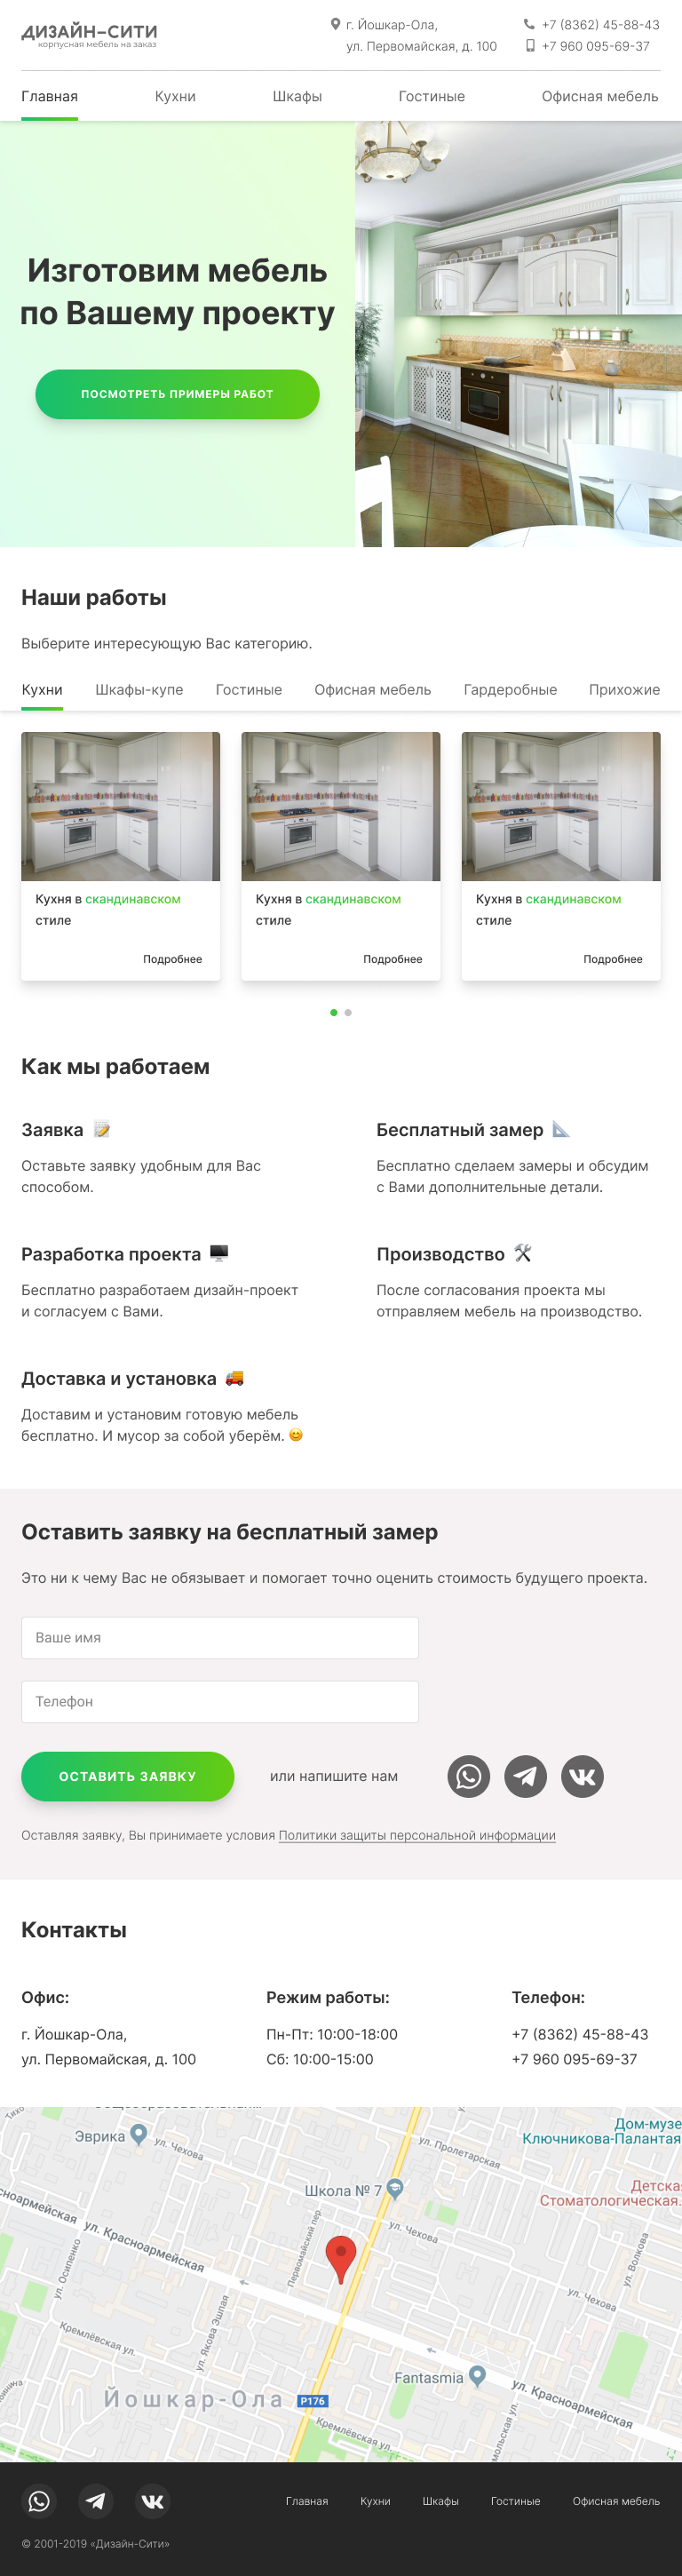 ДИЗАЙН-СИТИ
корпусная мебель на заказ
г. Йошкар-Ола,
ул. Первомайская, д. 100
+7 (8362) 45-88-43
+7 960 095-69-37
Главная
Кухни
Шкафы
Гостиные
Офисная мебель
Изготовим мебель
по Вашему проекту
ПОСМОТРЕТЬ ПРИМЕРЫ РАБОТ
Наши работы
Выберите интересующую Вас категорию.
Кухни
Шкафы-купе
Гостиные
Офисная мебель
Гардеробные
Прихожие
Кухня в скандинавском
стиле
Подробнее
Кухня в скандинавском
стиле
Подробнее
Кухня в скандинавском
стиле
Подробнее
Как мы работаем
Заявка 📝
Оставьте заявку удобным для Вас
способом.
Бесплатный замер 📐
Бесплатно сделаем замеры и обсудим
с Вами дополнительные детали.
Разработка проекта 🖥
Бесплатно разработаем дизайн-проект
и согласуем с Вами.
Производство 🛠
После согласования проекта мы
отправляем мебель на производство.
Доставка и установка 🚚
Доставим и установим готовую мебель
бесплатно. И мусор за собой уберём. 😊
Оставить заявку на бесплатный замер
Это ни к чему Вас не обязывает и помогает точно оценить стоимость будущего проекта.
Ваше имя
Телефон
ОСТАВИТЬ ЗАЯВКУ
или напишите нам
Оставляя заявку, Вы принимаете условия Политики защиты персональной информации
Контакты
Офис:
г. Йошкар-Ола,
ул. Первомайская, д. 100
Режим работы:
Пн-Пт: 10:00-18:00
Сб: 10:00-15:00
Телефон:
+7 (8362) 45-88-43
+7 960 095-69-37
Эврика
ул. Чехова
ул. Пролетарская
Дом-музе
Ключникова-Палантая
Школа № 7
Детская
Стоматологическая.
ул. Красноармейская
ул. Чехова
ул. Осипенко
Первомайский пер.
ул. Волкова
ул. Чехова
ул. Якова Эшпая
Кремлёвская ул.
Fantasmia
ул. Красноармейская
Йошкар-Ола
P176
Кремлёвская ул.
Главная
Кухни
Шкафы
Гостиные
Офисная мебель
© 2001-2019 «Дизайн-Сити»